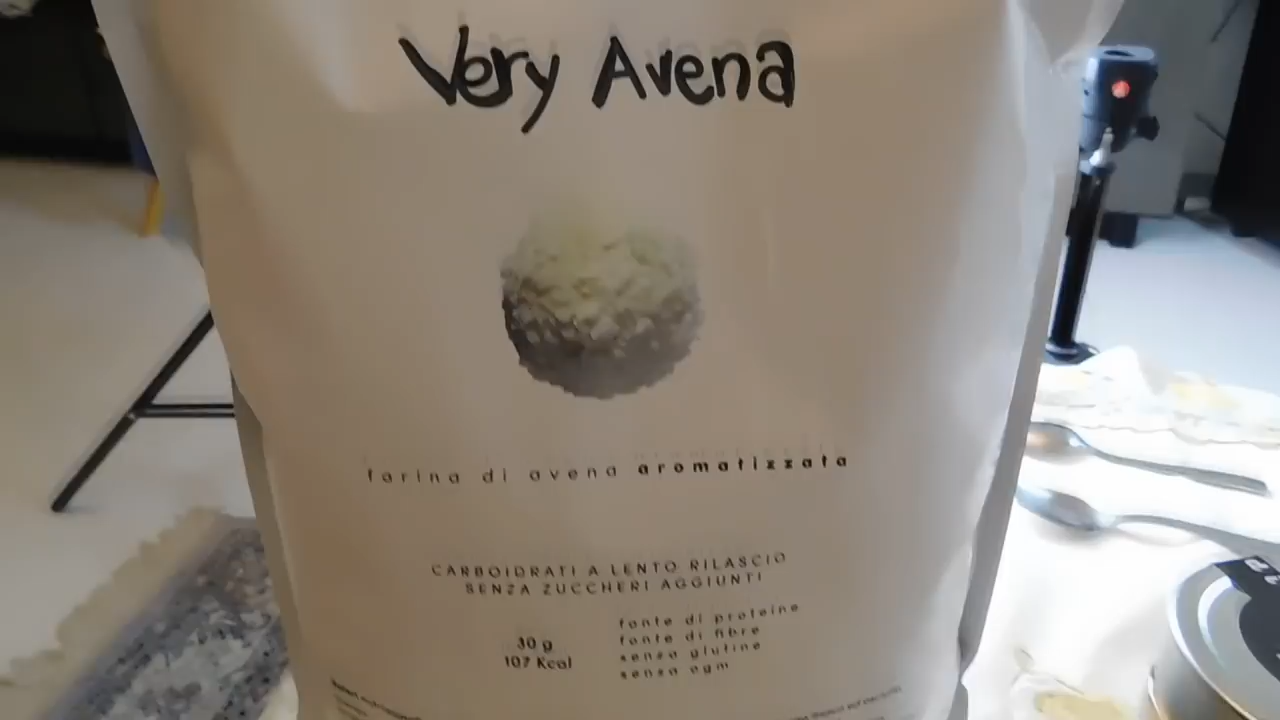 Very Avena
farina di avena aromatizzata
CARBOIDRATI A LENTO RILASCIO
SENZA ZUCCHERI AGGIUNTI
fonte di proteine
fonte di fibre
senza glutine
senza ogm
30 g
107 Kcal